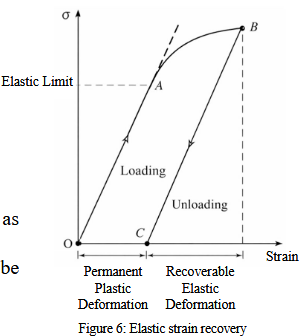 σ
B
Elastic Limit
A
Loading
Unloading
as
C
O
Strain
be
Permanent Recoverable
Plastic Elastic
Deformation Deformation
Figure 6: Elastic strain recovery